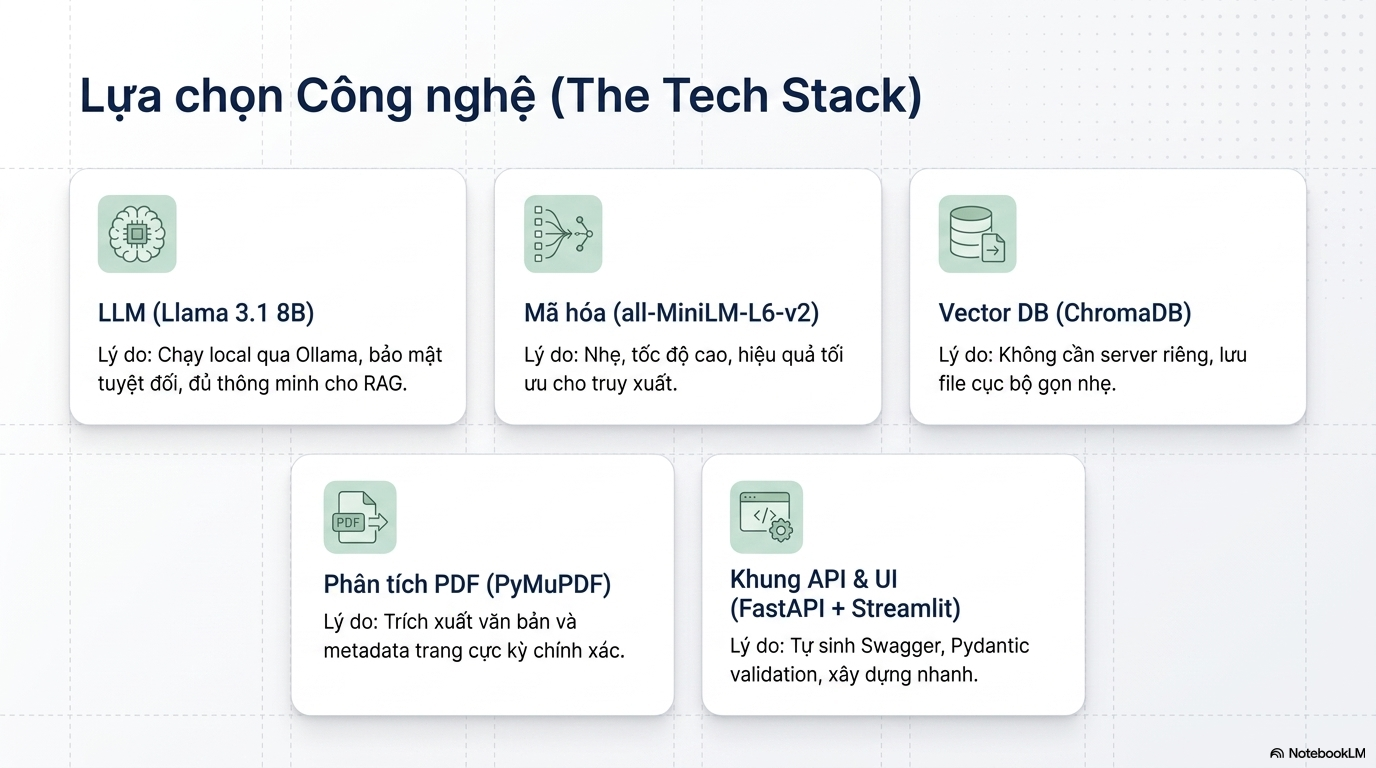 Lựa chọn Công nghệ (The Tech Stack)
LLM (Llama 3.1 8B)
Lý do: Chạy local qua Ollama, bảo mật
tuyệt đối, đủ thông minh cho RAG.
Mã hóa (all-MiniLM-L6-v2)
Lý do: Nhẹ, tốc độ cao, hiệu quả tối
ưu cho truy xuất.
Vector DB (ChromaDB)
Lý do: Không cần server riêng, lưu
file cục bộ gọn nhẹ.
PDF
Phân tích PDF (PyMuPDF)
Lý do: Trích xuất văn bản và
metadata trang cực kỳ chính xác.
</>
Khung API & UI
(FastAPI + Streamlit)
Lý do: Tự sinh Swagger, Pydantic
validation, xây dựng nhanh.
NotebookLM